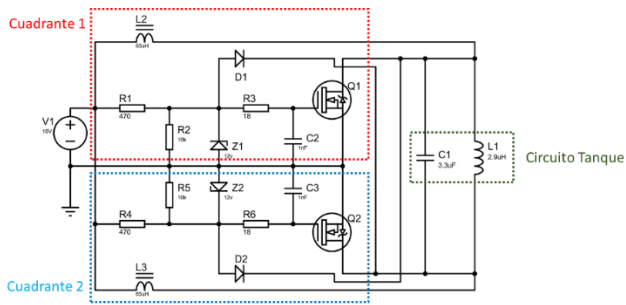 Cuadrante 1
L2
65uH
D1
Q1
R1
470
R3
18
V1
18V
R2
10k
Z1
12v
C2
1nF
C1
3.3uF
L1
2.9uH
Circuito Tanque
R5
10k
Z2
12v
C3
1nF
R4
470
R6
18
Q2
D2
L3
65uH
Cuadrante 2